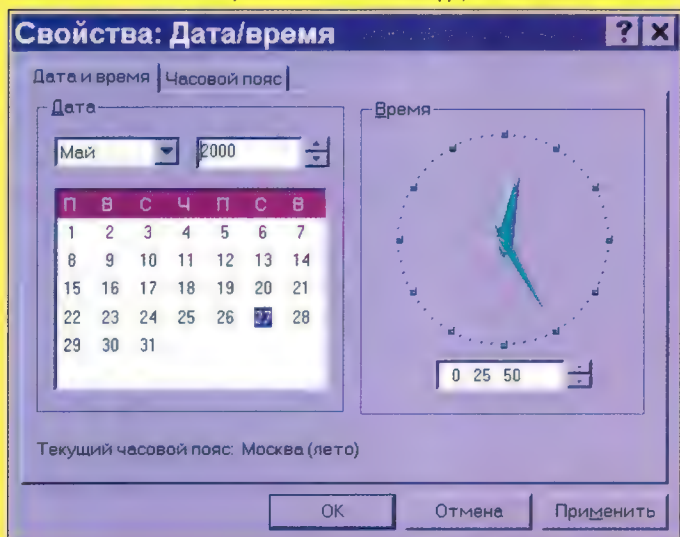 Свойства: Дата/время
? ×
Дата и время Часовой пояс
Дата
Май 2000
П В С Ч П С В
1 2 3 4 5 6 7
8 9 10 11 12 13 14
15 16 17 18 19 20 21
22 23 24 25 26 27 28
29 30 31
Время
0 25 50
Текущий часовой пояс: Москва (лето)
ОК Отмена Применить